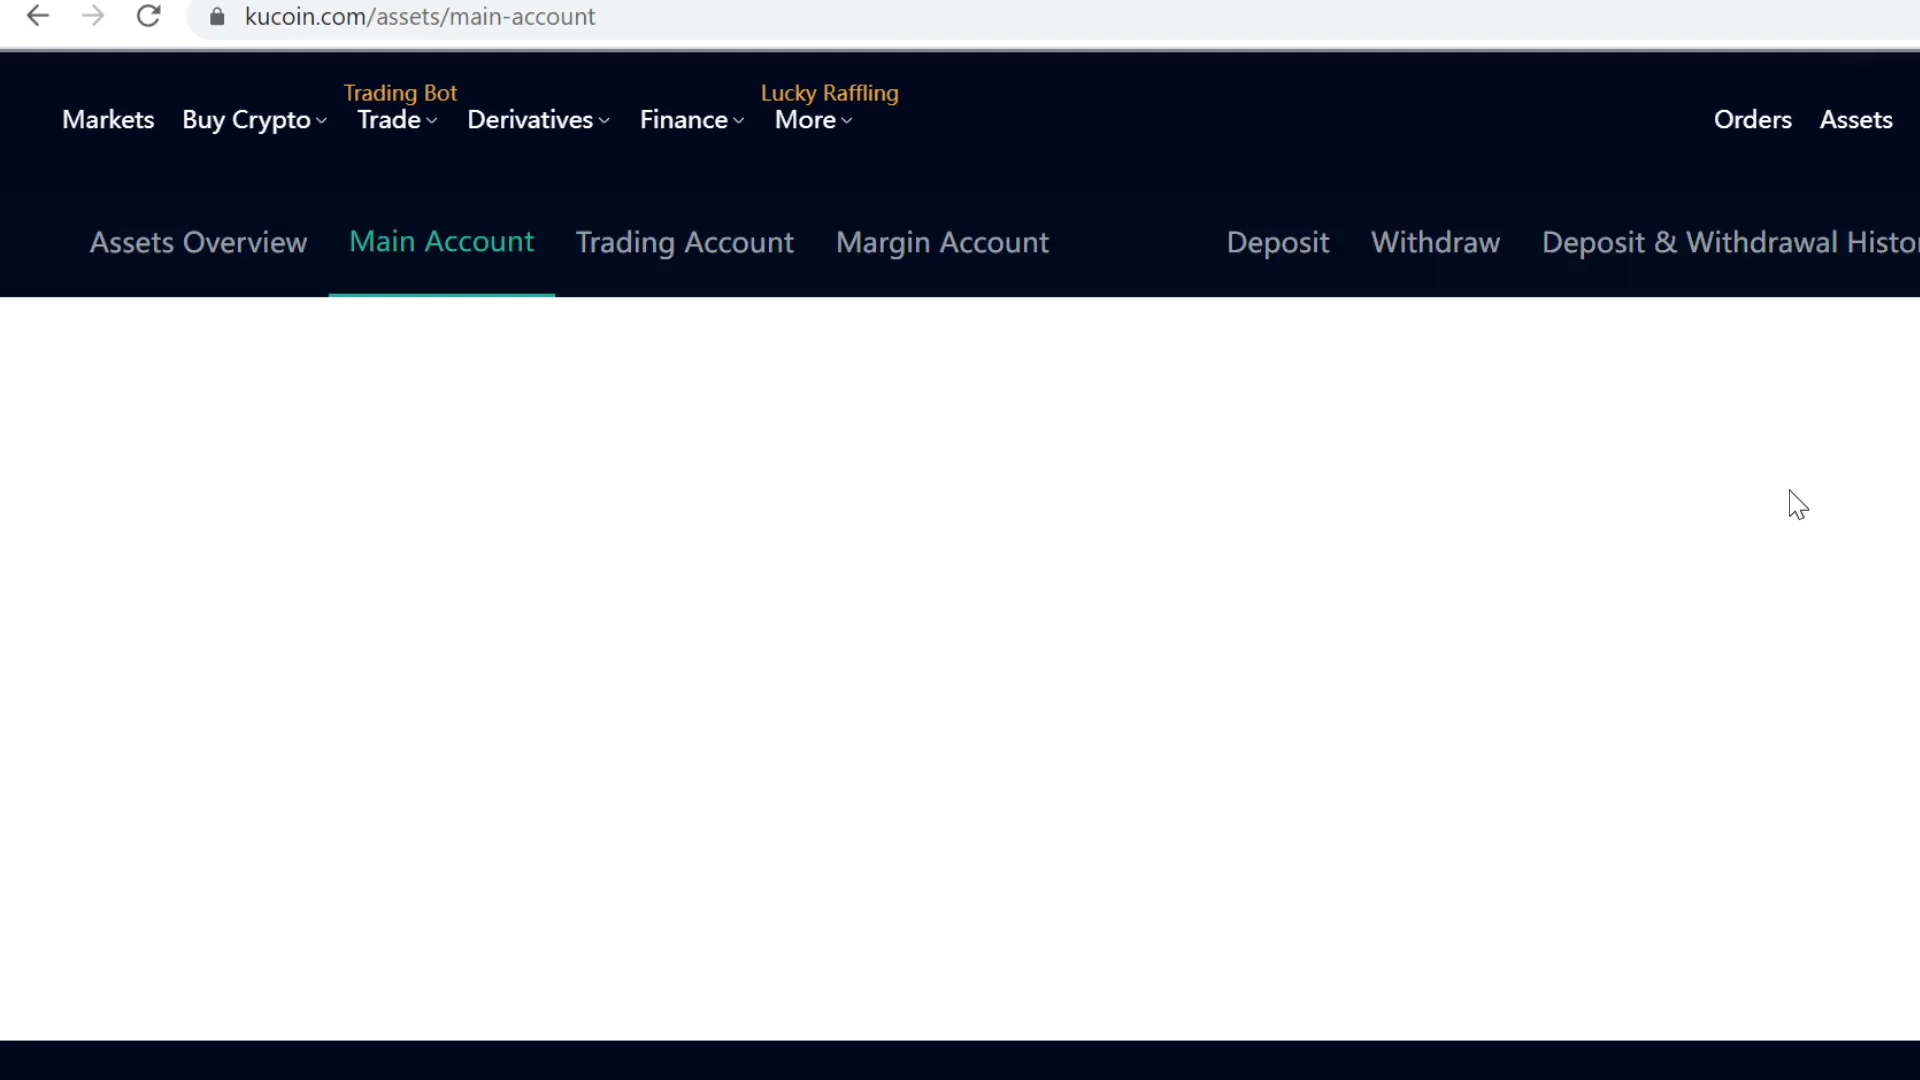 kucoin.com/assets/main-account
Trading Bot Lucky Raffling
Markets Buy Crypto Trade Derivatives Finance More Orders Assets
Assets Overview Main Account Trading Account Margin Account Deposit Withdraw Deposit & Withdrawal Histo